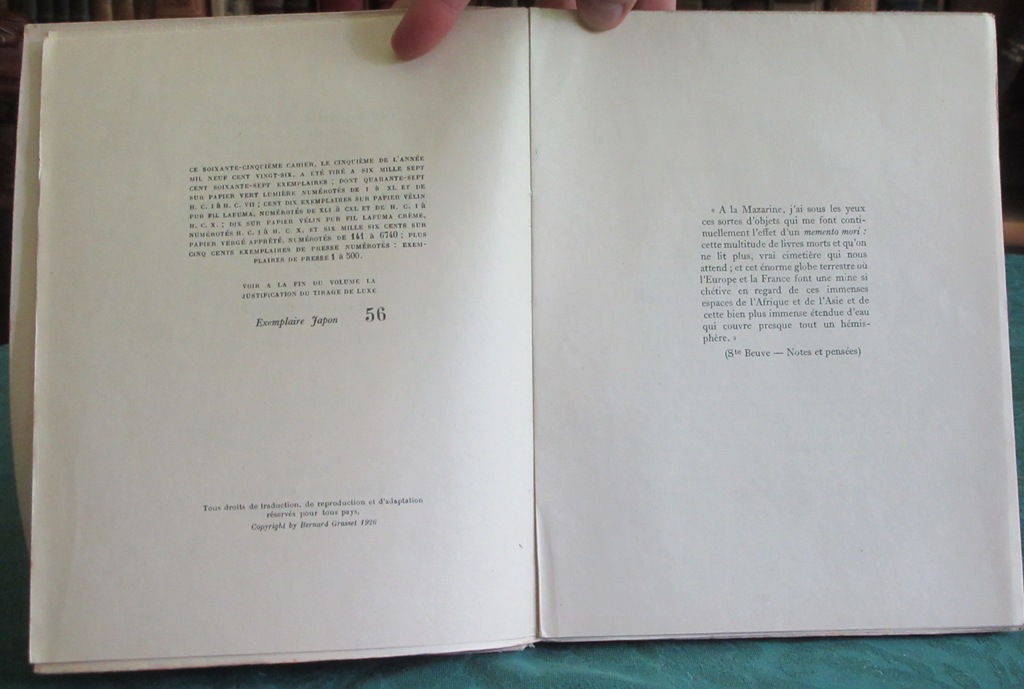 CE SOIXANTE-CINQUIÈME CAHIER, LE CINQUIÈME DE L'ANNÉE
MIL NEUF CENT VINGT-SIX, A ÉTÉ TIRÉ A SIX MILLE SEPT
CENT SOIXANTE-SEPT EXEMPLAIRES ; DONT QUARANTE-SEPT
SUR PAPIER VERT LUMIÈRE NUMÉROTÉS DE I à XL ET DE
H. C. I à H. C. VII ; CENT DIX EXEMPLAIRES SUR PAPIER VÉLIN
PUR FIL LAFUMA, NUMÉROTÉS DE XLI à CXL ET DE H. C. I à
H. C. X. ; DIX SUR PAPIER VÉLIN PUR FIL LAFUMA CRÈME,
NUMÉROTÉS H. C. I à H. C. X, ET SIX MILLE SIX CENTS SUR
PAPIER VERGÉ APPRÊTÉ, NUMÉROTÉS DE 141 à 6740 ; PLUS
CINQ CENTS EXEMPLAIRES DE PRESSE NUMÉROTÉS : EXEM-
PLAIRES DE PRESSE 1 à 500.
VOIR A LA FIN DU VOLUME LA
JUSTIFICATION DU TIRAGE DE LUXE
Exemplaire Japon 56
Tous droits de traduction, de reproduction et d'adaptation
réservés pour tous pays.
Copyright by Bernard Grasset 1926
« A la Mazarine, j'ai sous les yeux
ces sortes d'objets qui me font conti-
nuellement l'effet d'un memento mori :
cette multitude de livres morts et qu'on
ne lit plus, vrai cimetière qui nous
attend ; et cet énorme globe terrestre où
l'Europe et la France font une mine si
chétive en regard de ces immenses
espaces de l'Afrique et de l'Asie et de
cette bien plus immense étendue d'eau
qui couvre presque tout un hémis-
phère. »
(Ste Beuve — Notes et pensées)